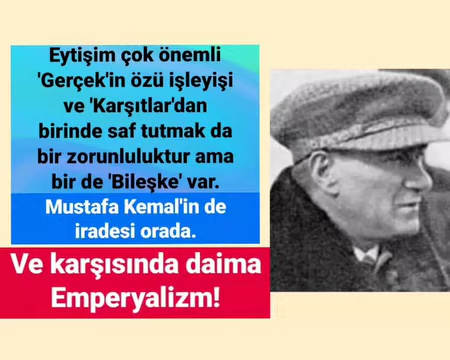 Eytişim çok önemli
'Gerçek'in özü işleyişi
ve 'Karşıtlar'dan
birinde saf tutmak da
bir zorunluluktur ama
bir de 'Bileşke' var.
Mustafa Kemal'in de
iradesi orada.
Ve karşısında daima
Emperyalizm!